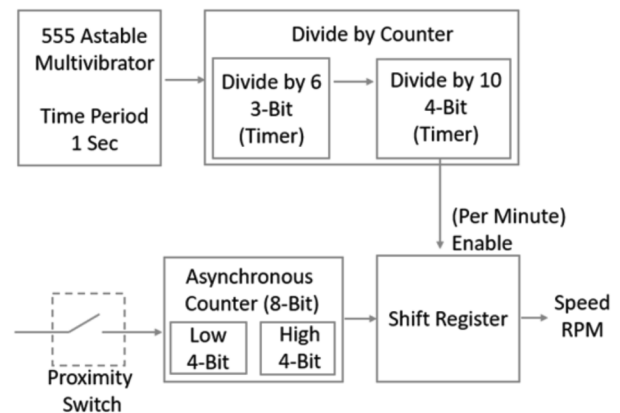 555 Astable
Multivibrator
Time Period
1 Sec
Divide by Counter
Divide by 6
3-Bit
(Timer)
Divide by 10
4-Bit
(Timer)
(Per Minute)
Enable
Asynchronous
Counter (8-Bit)
Low
4-Bit
High
4-Bit
Shift Register
Speed
RPM
Proximity
Switch